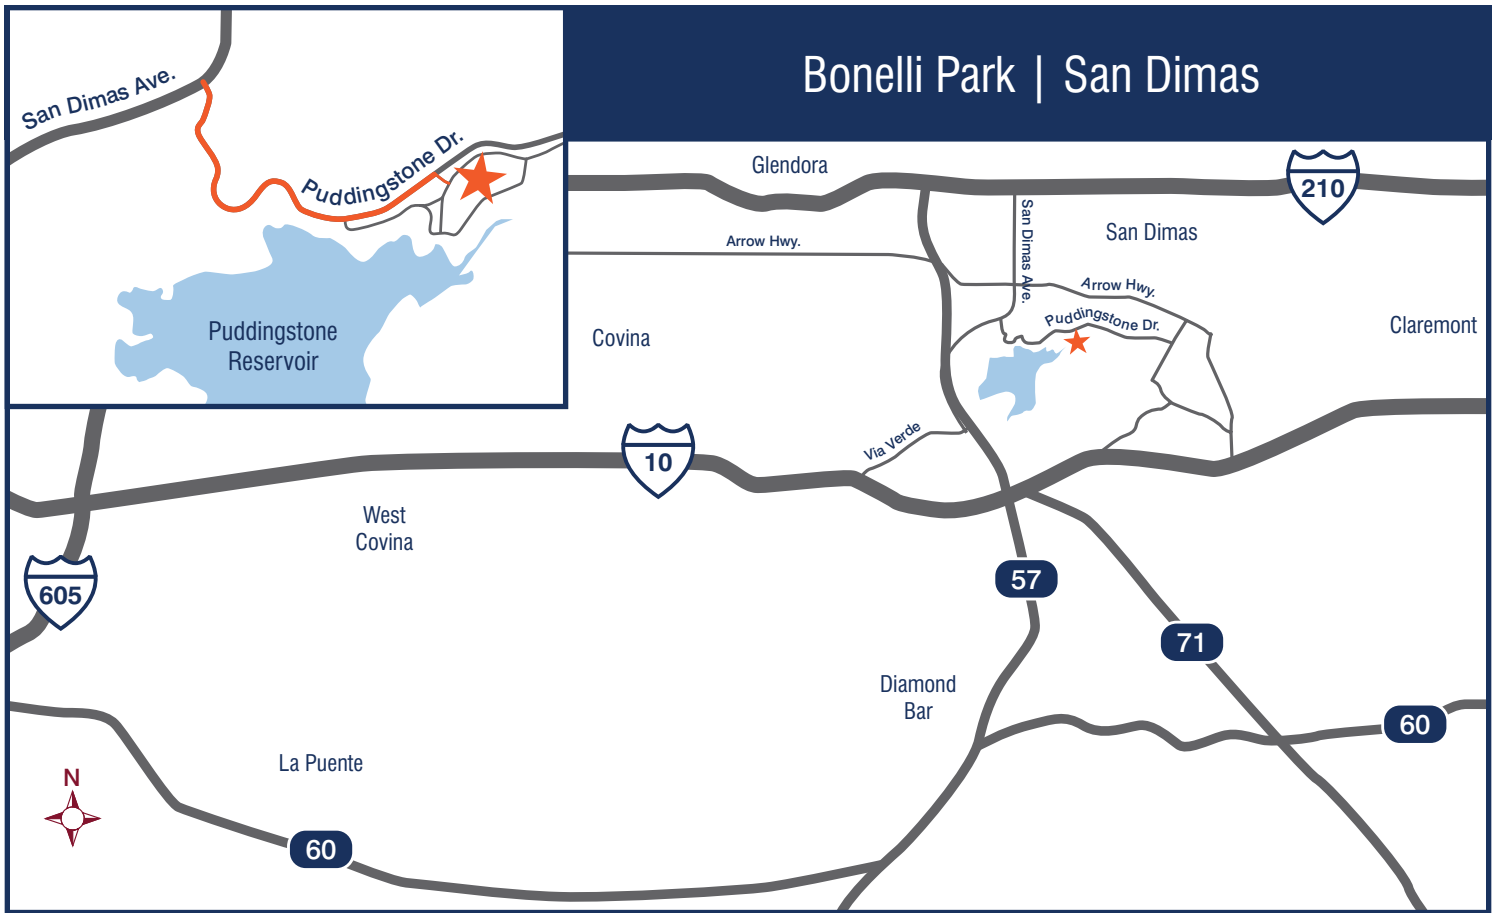 Bonelli Park | San Dimas
San Dimas Ave.
Puddingstone Dr.
Puddingstone
Reservoir
Glendora
210
San Dimas Ave.
San Dimas
Arrow Hwy.
Arrow Hwy.
Puddingstone Dr.
Covina
Claremont
Via Verde
10
West
Covina
605
57
71
Diamond
Bar
60
La Puente
N
60